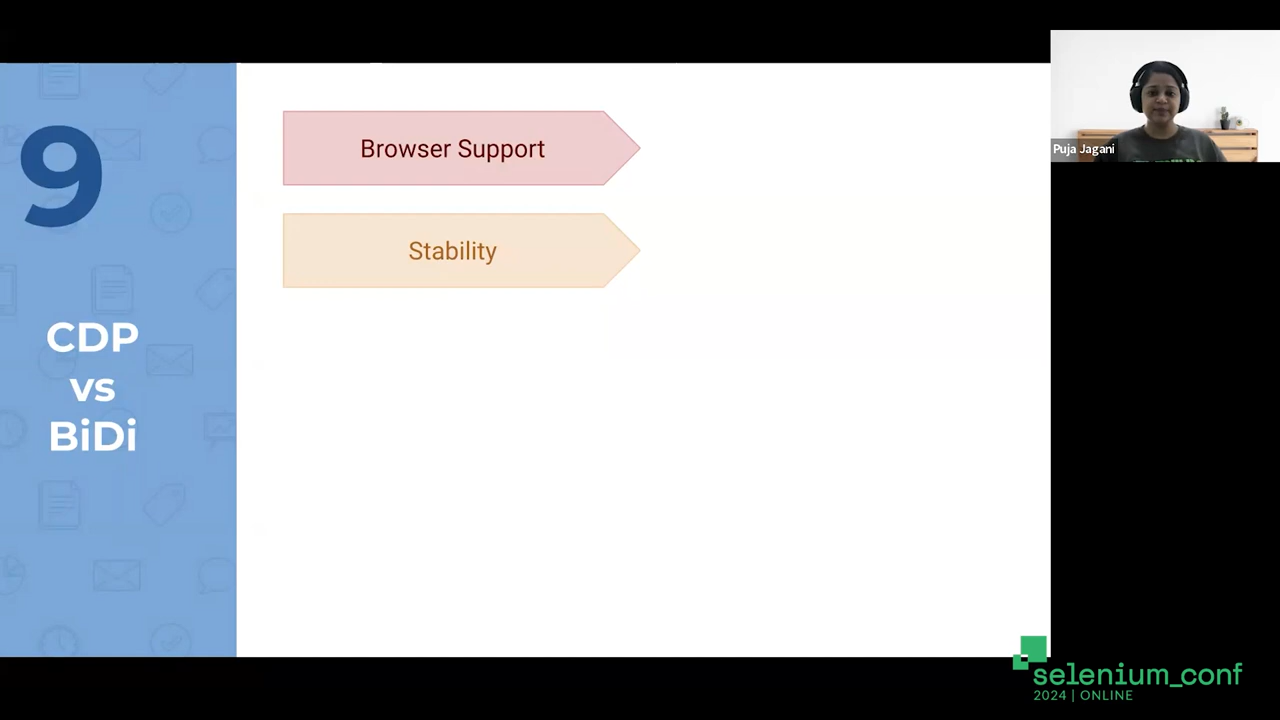 9
CDP
vs
BiDi
Browser Support
Stability
Puja Jagani
selenium_conf
2024 | ONLINE